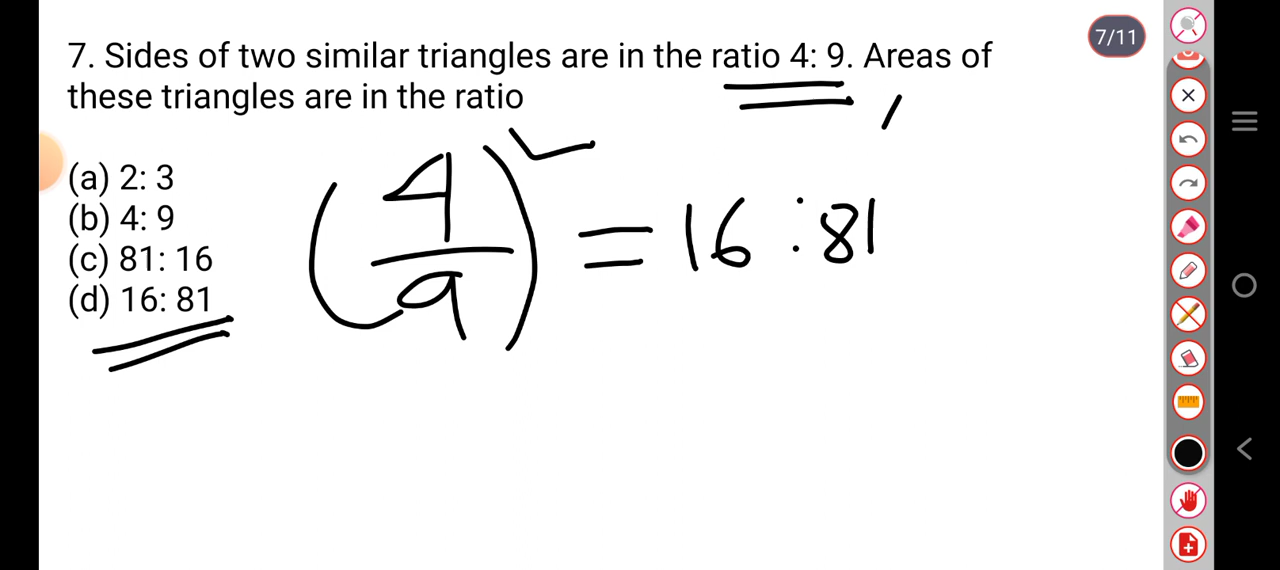 7. Sides of two similar triangles are in the ratio 4: 9. Areas of
these triangles are in the ratio
(a) 2: 3
(b) 4: 9
(c) 81: 16
(d) 16: 81
(4/9)² = 16 : 81
7/11